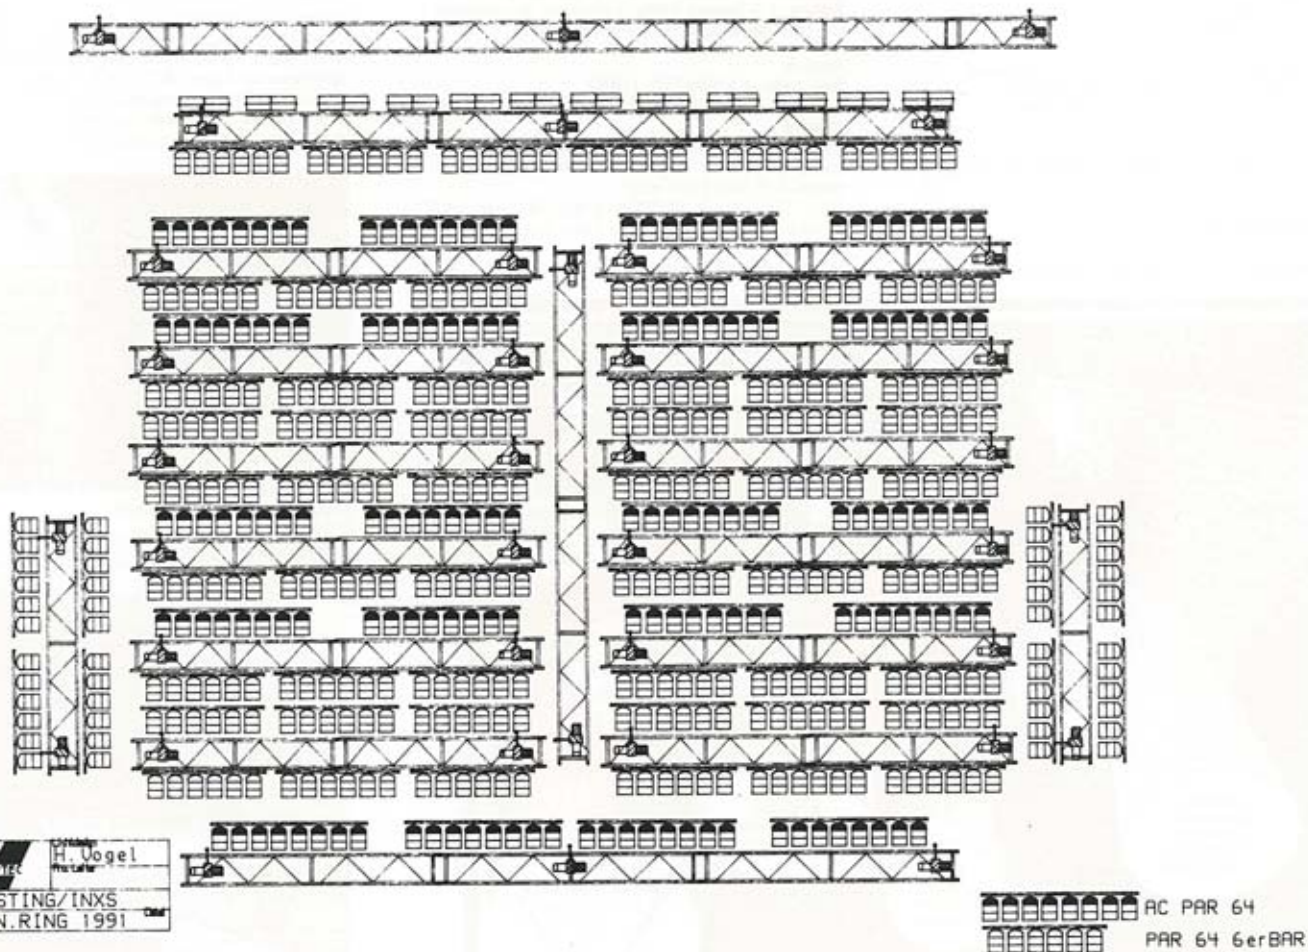 H. Vogel
STING/INXS
N.RING 1991
AC PAR 64
PAR 64 6erBAR